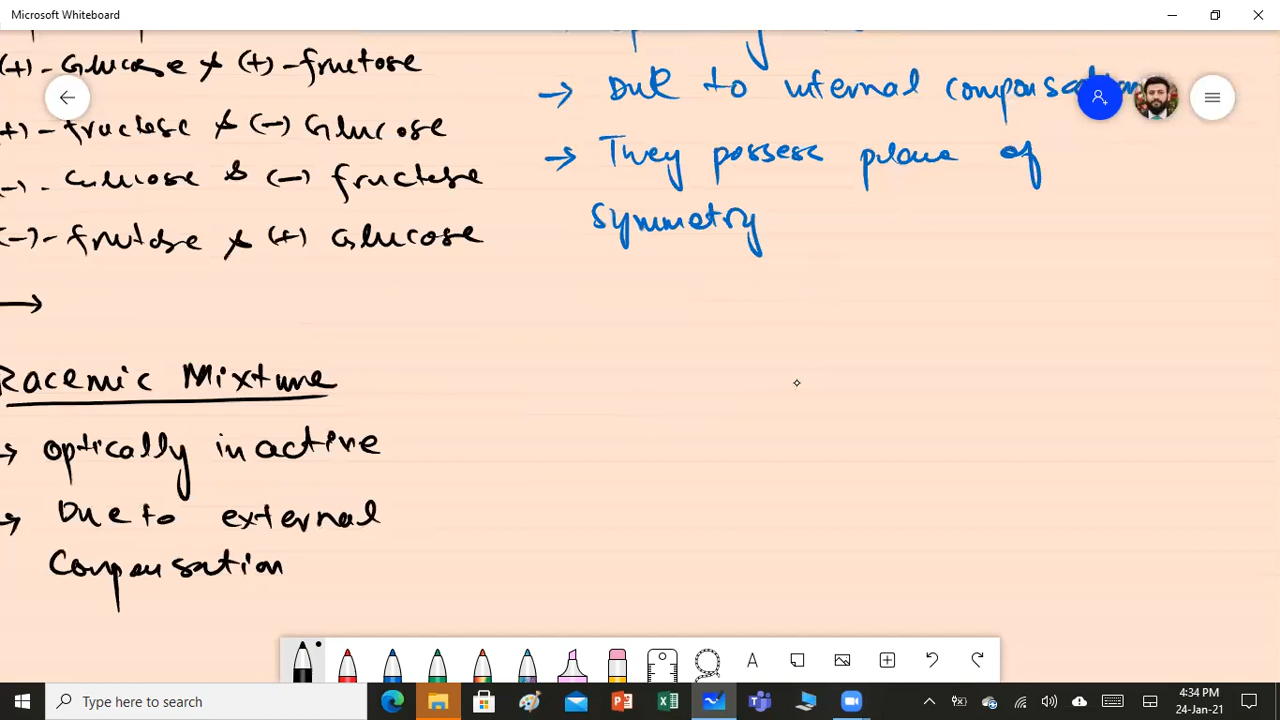 Microsoft Whiteboard
(+)-Glucose & (+)-fructose
+)-fructose & (-) Glucose
-)- Glucose & (-) fructose
(-)-fructose & (+) Glucose
Racemic Mixture
→ optically inactive
→ Due to external
Compensation
→ Due to internal compensation
→ They possess plane of
symmetry
Type here to search
4:34 PM
24-Jan-21